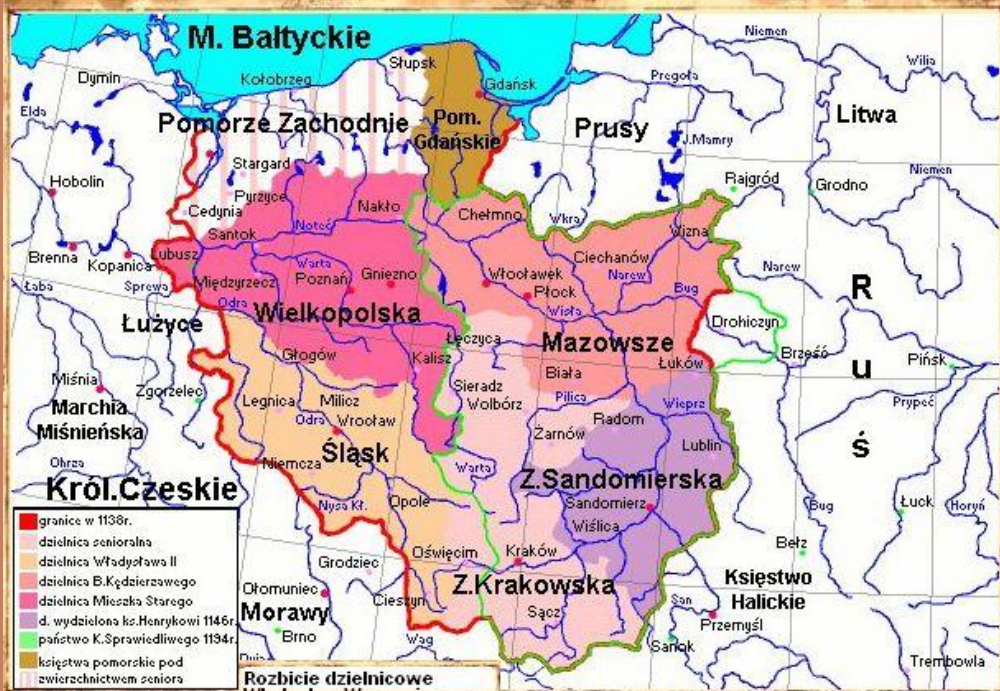 M. Bałtyckie
Słupsk
Niemen
Wilia
Dymin
Kołobrzeg
Gdańsk
Pregoła
Elda
Pomorze Zachodnie
Pom.
Gdańskie
Prusy
Litwa
J.Mamry
Stargard
Hobolin
Pyrzyce
Rajgród
Grodno
Niemen
Cedynia
Nakło
Chełmno
Wkra
Wizna
Santok
Noteć
Brenna
Kopanica
Lubusz
Ciechanów
Narew
Narew
Międzyrzecz
Warta
Poznań
Gniezno
Włocławek
Płock
Bug
R
Łaba
Sprewa
Odra
Wielkopolska
Wisła
Drohiczyn
Łużyce
Łęczyca
Mazowsze
Głogów
Kalisz
Biała
Łuków
Brześć
Pińsk
u
Miśnia
Zgorzelec
Sieradz
Wolbórz
Pilica
Wieprz
Prypeć
Marchia
Miśnieńska
Legnica
Milicz
Odra
Wrocław
Żarnów
Radom
Lublin
ś
Ohrza
Śląsk
Niemcza
Warta
Z.Sandomierska
Król.Czeskie
Nysa Kł.
Opole
Sandomierz
Wiślica
Bug
Łuck
Horyń
granice w 1138r.
dzielnica senioralna
dzielnica Władysława II
dzielnica B.Kędzierzawego
dzielnica Mieszka Starego
d. wydzielona ks.Henrykowi 1146r.
państwo K.Sprawiedliwego 1194r.
księstwa pomorskie pod
zwierzchnictwem seniora
Oświęcim
Kraków
Bełz
Grodziec
Z.Krakowska
Księstwo
Halickie
Ołomuniec
Cieszyn
Morawy
Sącz
San
Przemyśl
Brno
Wag
Sanok
Trembowla
Rozbicie dzielnicowe